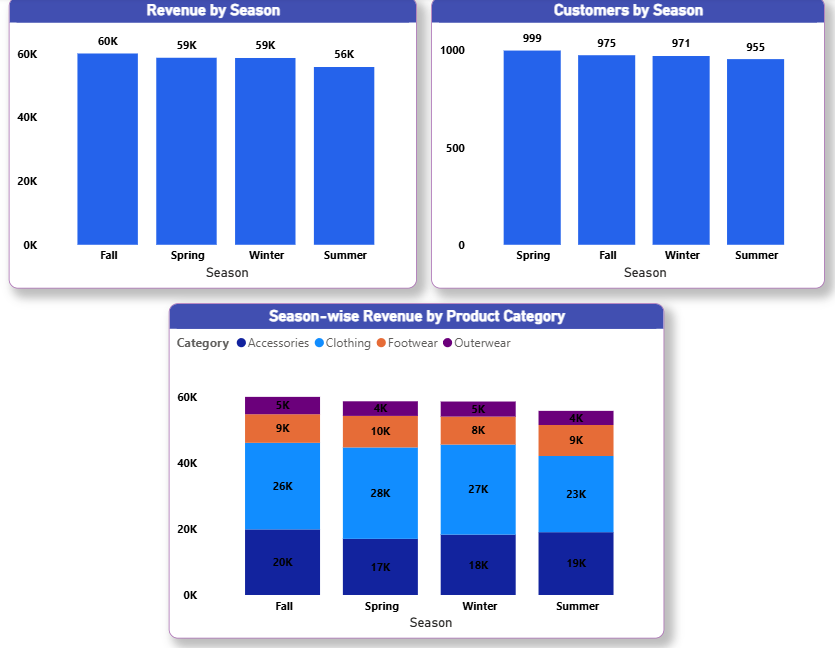 Revenue by Season
60K
40K
20K
0K
60K
59K
59K
56K
Fall
Spring
Winter
Summer
Season
Customers by Season
1000
500
0
999
975
971
955
Spring
Fall
Winter
Summer
Season
Season-wise Revenue by Product Category
Category Accessories Clothing Footwear Outerwear
60K
40K
20K
0K
5K
4K
5K
4K
9K
10K
8K
9K
26K
28K
27K
23K
20K
17K
18K
19K
Fall
Spring
Winter
Summer
Season